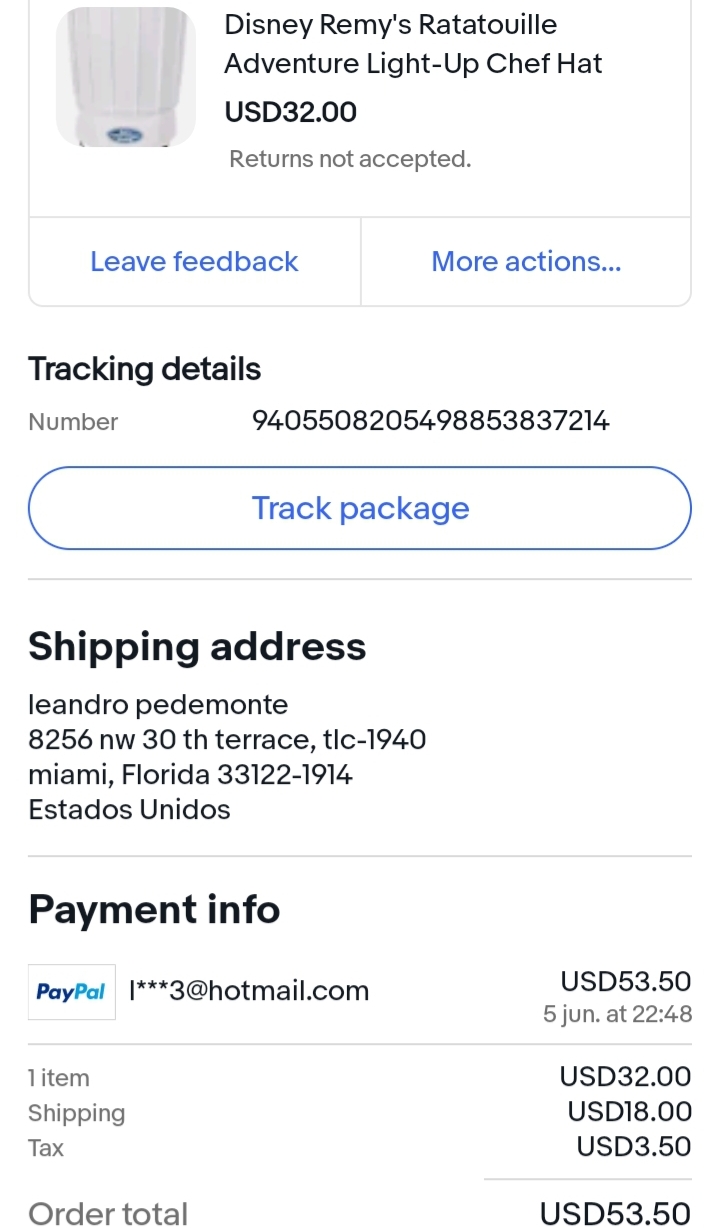 Disney Remy's Ratatouille
Adventure Light-Up Chef Hat
USD32.00
Returns not accepted.
Leave feedback
More actions...
Tracking details
Number 9405508205498853837214
Track package
Shipping address
leandro pedemonte
8256 nw 30 th terrace, tlc-1940
miami, Florida 33122-1914
Estados Unidos
Payment info
PayPal l***3@hotmail.com USD53.50
5 jun. at 22:48
1 item USD32.00
Shipping USD18.00
Tax USD3.50
Order total USD53.50